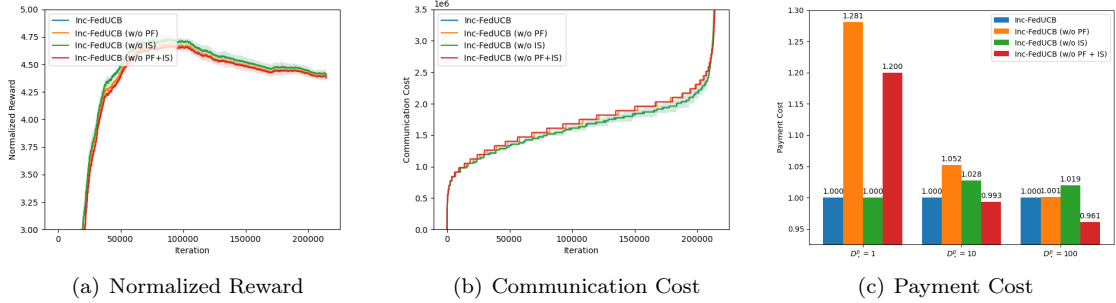 Inc-FedUCB
Inc-FedUCB (w/o PF)
Inc-FedUCB (w/o IS)
Inc-FedUCB (w/o PF+IS)
5.00
4.75
4.50
4.25
4.00
3.75
3.50
3.25
3.00
Normalized Reward
0
50000
100000
150000
200000
Iteration
(a) Normalized Reward
1e6
Inc-FedUCB
Inc-FedUCB (w/o PF)
Inc-FedUCB (w/o IS)
Inc-FedUCB (w/o PF+IS)
3.5
3.0
2.5
2.0
1.5
1.0
0.5
0.0
Communication Cost
0
50000
100000
150000
200000
Iteration
(b) Communication Cost
Inc-FedUCB
Inc-FedUCB (w/o PF)
Inc-FedUCB (w/o IS)
Inc-FedUCB (w/o PF + IS)
1.30
1.25
1.20
1.15
1.10
1.05
1.00
0.95
Payment Cost
1.000
1.281
1.000
1.200
1.000
1.052
1.028
0.993
1.000
1.001
1.019
0.961
= 1
= 10
= 100
(c) Payment Cost